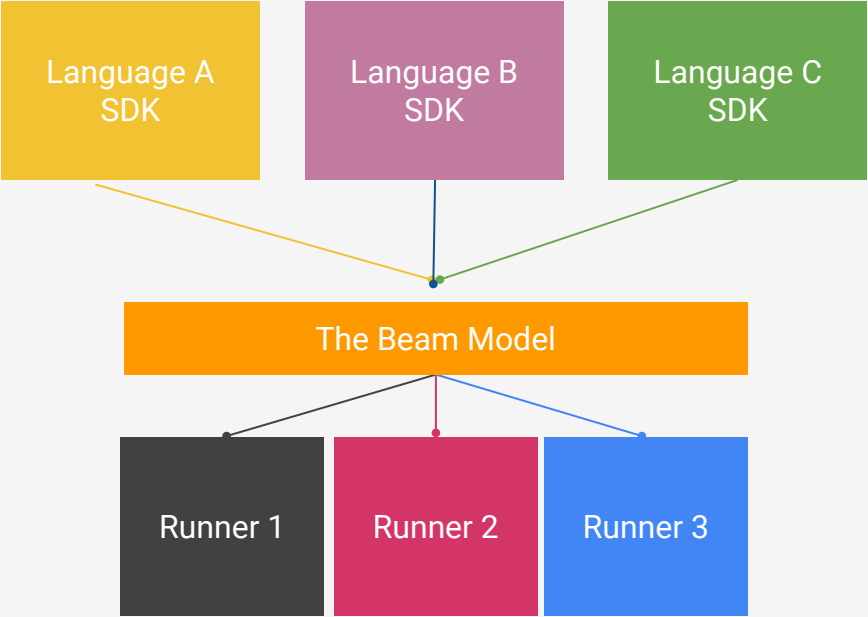 Language A
SDK
Language B
SDK
Language C
SDK
The Beam Model
Runner 1
Runner 2
Runner 3